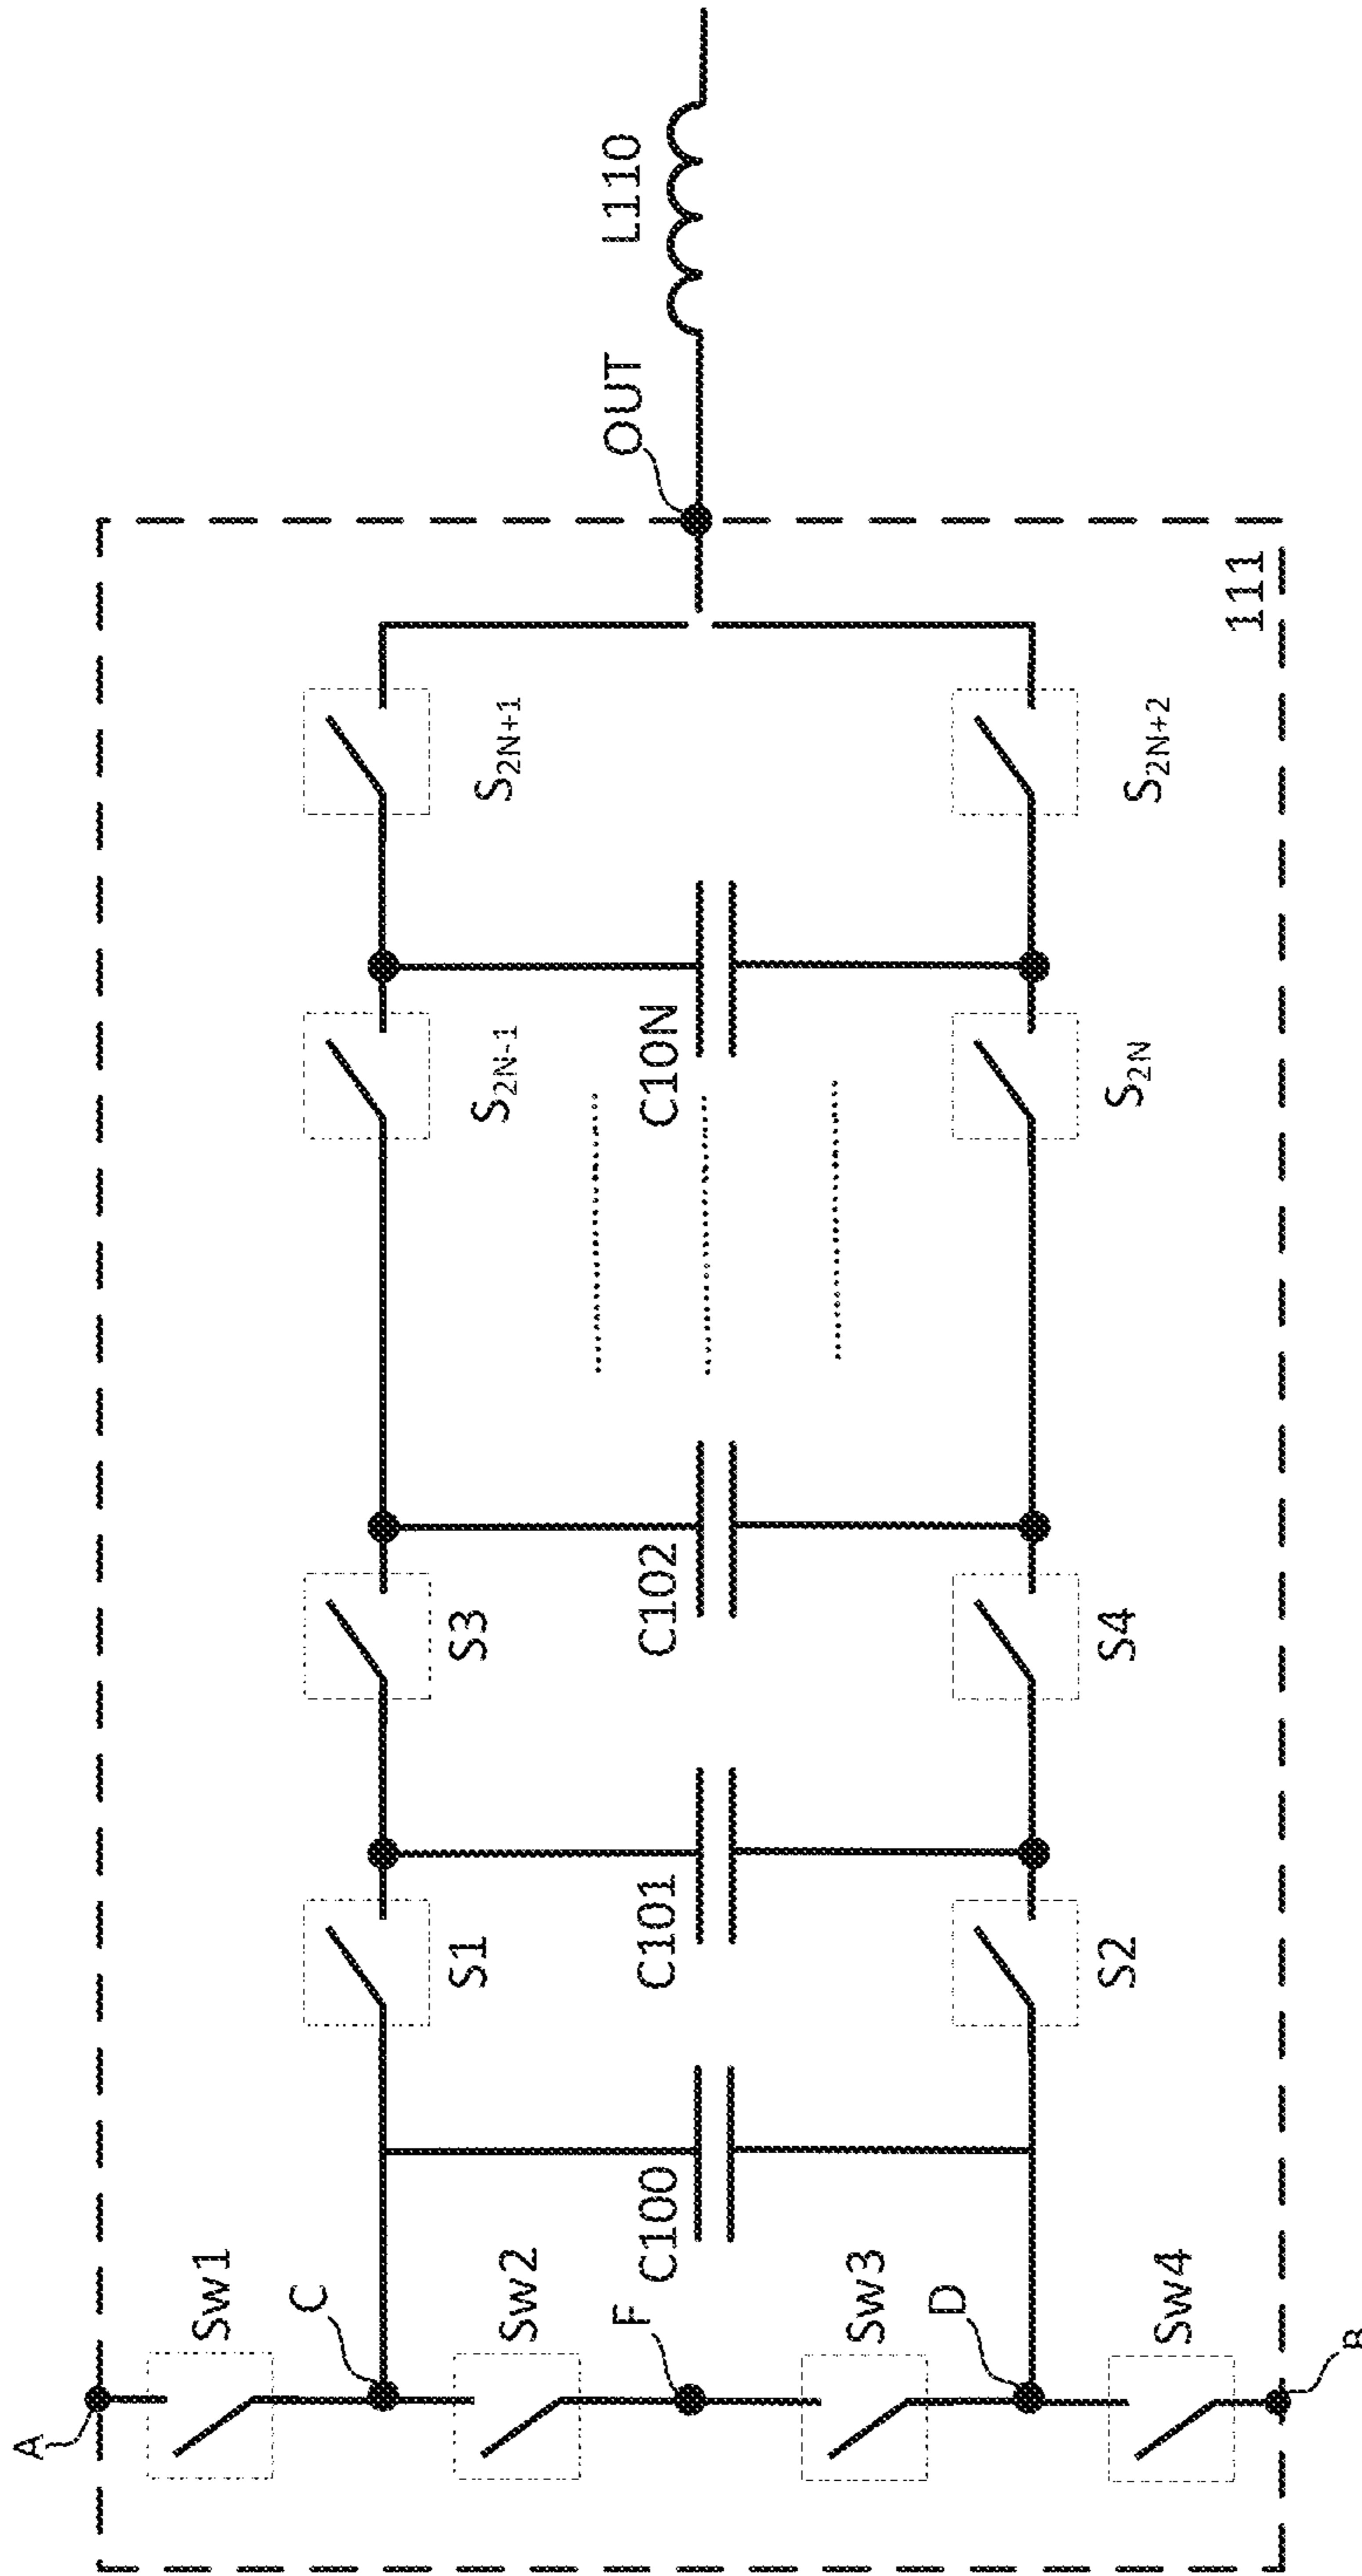 A
Sw1
C
Sw2
F
Sw3
D
Sw4
B
C100
S1
S2
C101
S3
S4
C102
S2N-1
S2N
C10N
S2N+1
S2N+2
111
OUT
L110